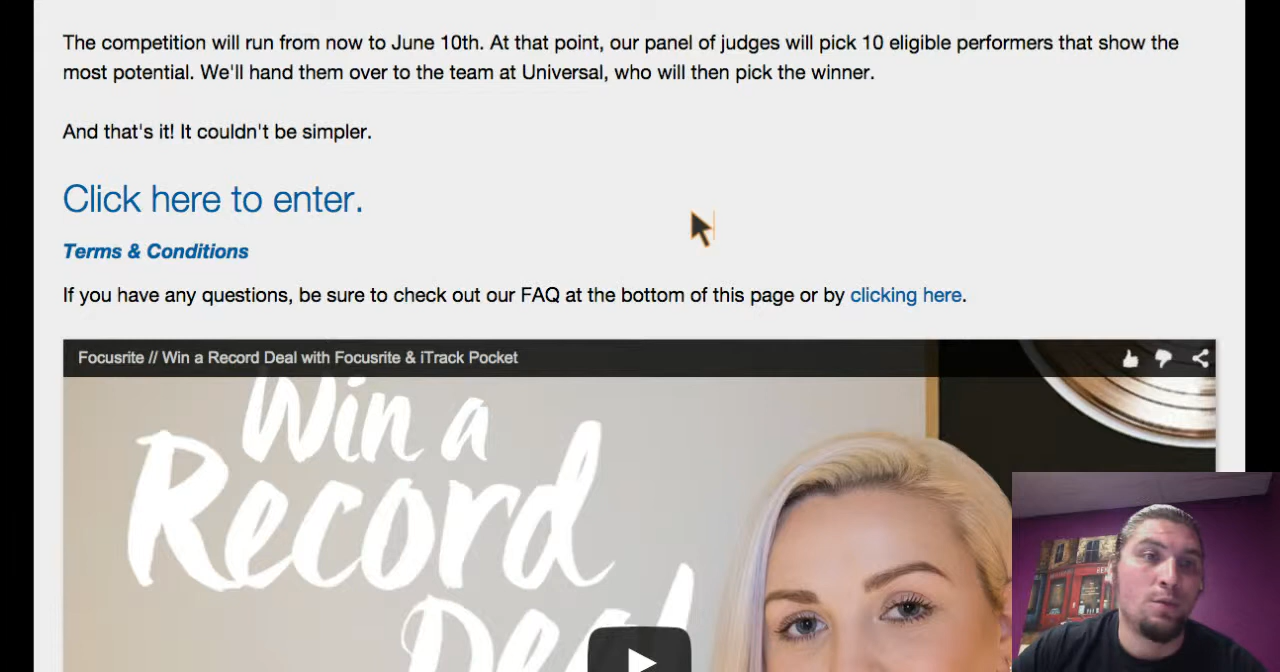 The competition will run from now to June 10th. At that point, our panel of judges will pick 10 eligible performers that show the
most potential. We'll hand them over to the team at Universal, who will then pick the winner.
And that's it! It couldn't be simpler.
Click here to enter.
Terms & Conditions
If you have any questions, be sure to check out our FAQ at the bottom of this page or by clicking here.
Focusrite // Win a Record Deal with Focusrite & iTrack Pocket
Win a
Record
Deal